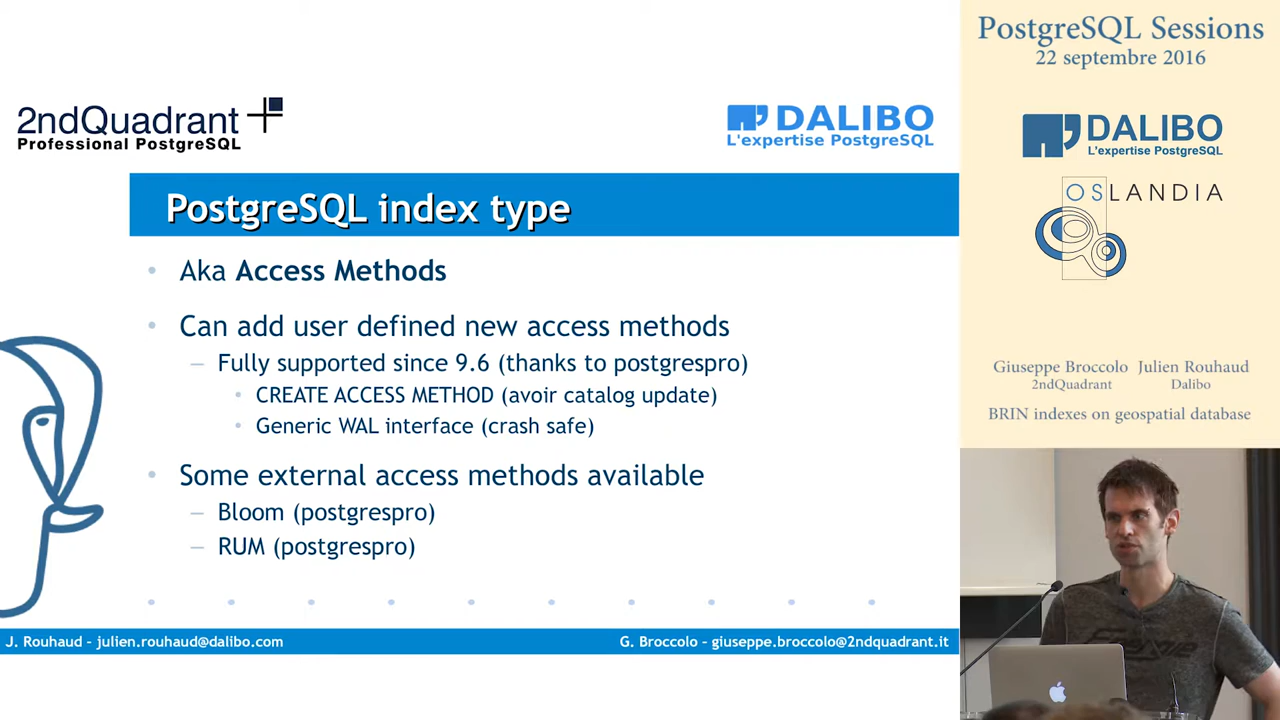 2ndQuadrant
Professional PostgreSQL
DALIBO
L'expertise PostgreSQL
PostgreSQL index type
• Aka Access Methods
• Can add user defined new access methods
– Fully supported since 9.6 (thanks to postgrespro)
• CREATE ACCESS METHOD (avoir catalog update)
• Generic WAL interface (crash safe)
• Some external access methods available
– Bloom (postgrespro)
– RUM (postgrespro)
J. Rouhaud – julien.rouhaud@dalibo.com
G. Broccolo – giuseppe.broccolo@2ndquadrant.it
PostgreSQL Sessions
22 septembre 2016
DALIBO
L'expertise PostgreSQL
OSLANDIA
Giuseppe Broccolo Julien Rouhaud
2ndQuadrant Dalibo
BRIN indexes on geospatial database